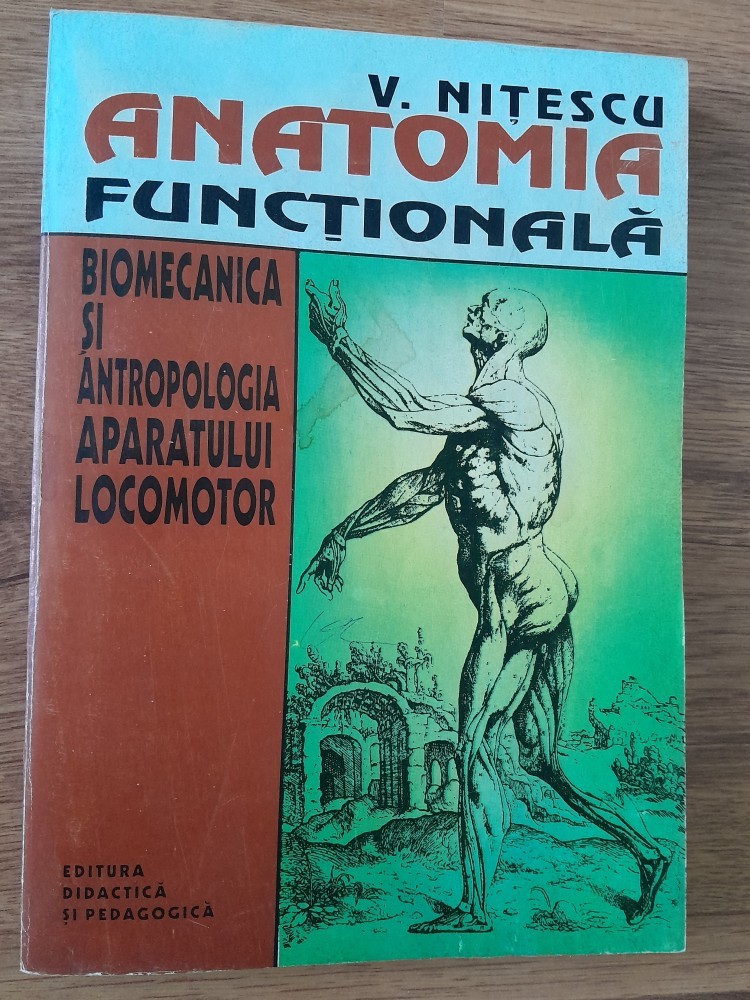 V. NIȚESCU
ANATOMIA
FUNCȚIONALĂ
BIOMECANICA
ȘI
ANTROPOLOGIA
APARATULUI
LOCOMOTOR
EDITURA
DIDACTICĂ
ȘI PEDAGOGICĂ